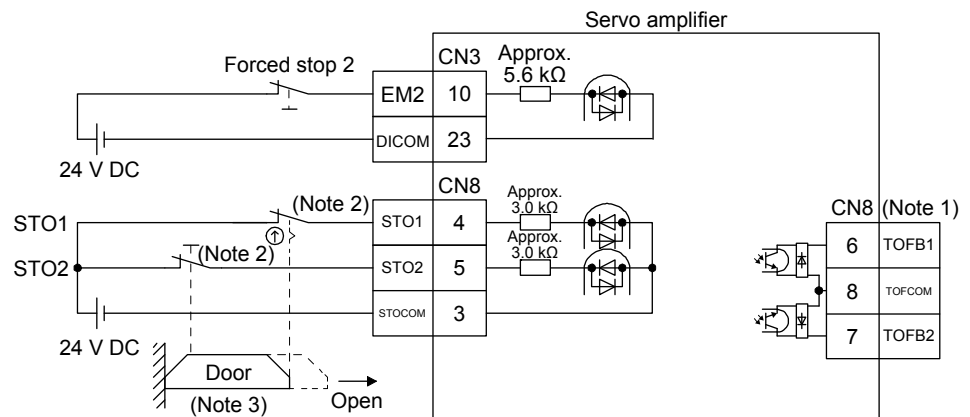 Servo amplifier
CN3
Forced stop 2
Approx.
5.6 kΩ
EM2
10
DICOM
23
24 V DC
CN8
Approx.
3.0 kΩ
STO1
(Note 2)
STO1
4
Approx.
3.0 kΩ
STO2
(Note 2)
STO2
5
STOCOM
3
24 V DC
Door
(Note 3)
Open
CN8 (Note 1)
6
TOFB1
8
TOFCOM
7
TOFB2